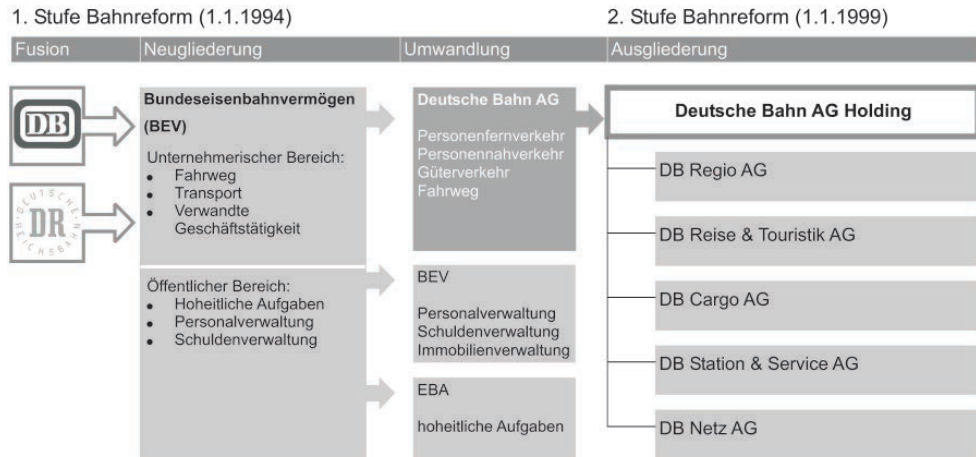 1. Stufe Bahnreform (1.1.1994)
2. Stufe Bahnreform (1.1.1999)
Fusion
Neugliederung
Umwandlung
Ausgliederung
DB
DEUTSCHE
DR
REICHSBAHN
Bundeseisenbahnvermögen
(BEV)
Unternehmerischer Bereich:
• Fahrweg
• Transport
• Verwandte
Geschäftstätigkeit
Öffentlicher Bereich:
• Hoheitliche Aufgaben
• Personalverwaltung
• Schuldenverwaltung
Deutsche Bahn AG
Personenfernverkehr
Personennahverkehr
Güterverkehr
Fahrweg
BEV
Personalverwaltung
Schuldenverwaltung
Immobilienverwaltung
EBA
hoheitliche Aufgaben
Deutsche Bahn AG Holding
DB Regio AG
DB Reise & Touristik AG
DB Cargo AG
DB Station & Service AG
DB Netz AG